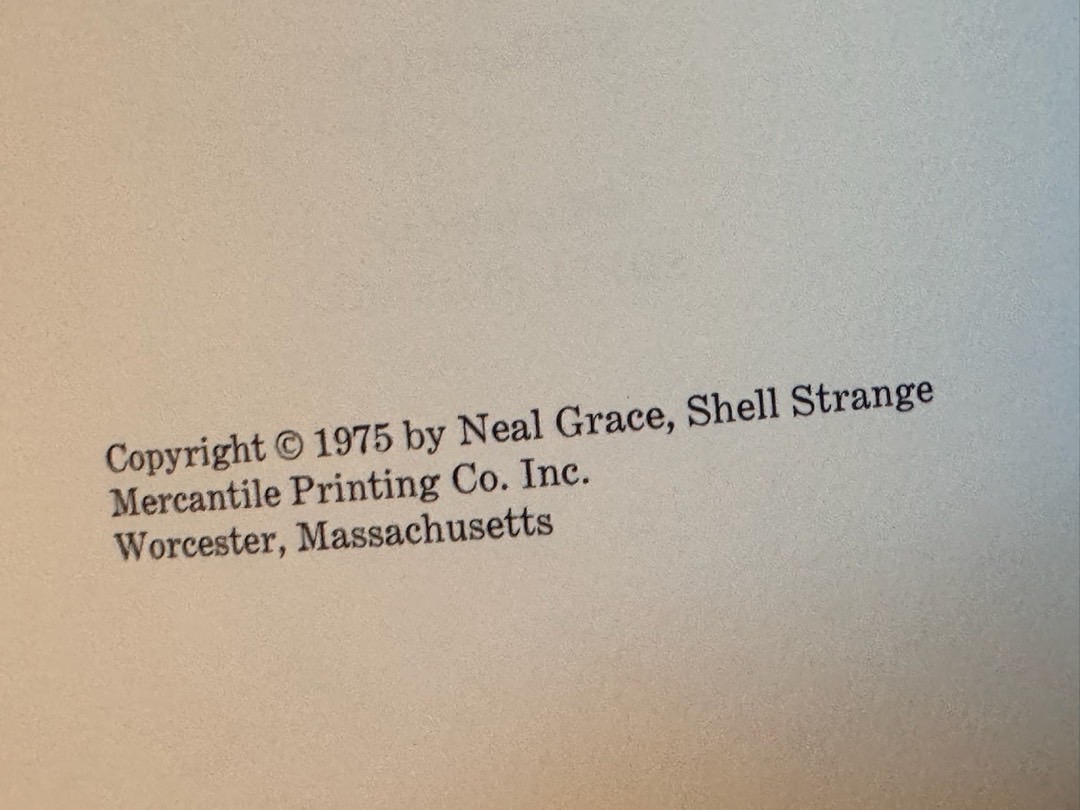 Copyright © 1975 by Neal Grace, Shell Strange
Mercantile Printing Co. Inc.
Worcester, Massachusetts